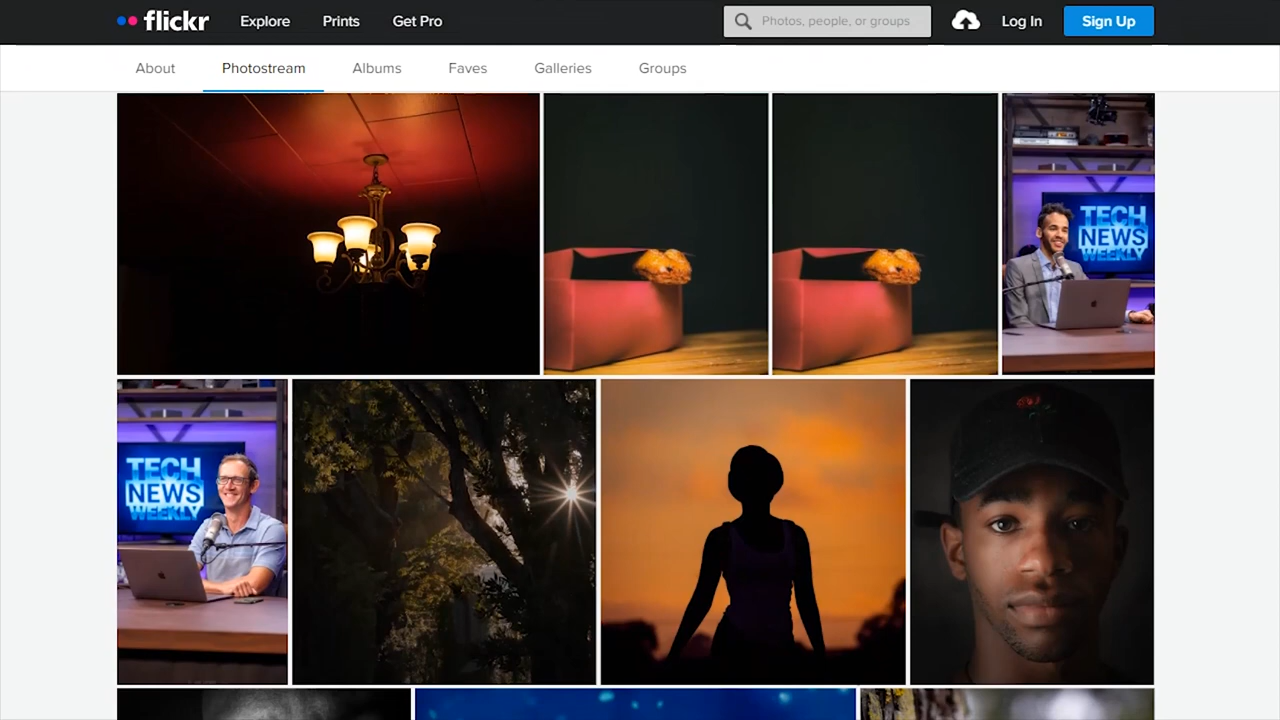 flickr Explore Prints Get Pro Photos, people, or groups Log In Sign Up
About Photostream Albums Faves Galleries Groups
TECH
NEWS
WEEKLY
TECH
NEWS
WEEKLY